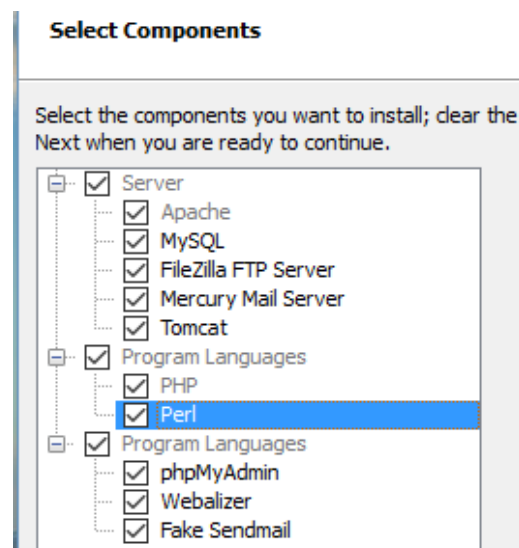 Select Components
Select the components you want to install; clear the
Next when you are ready to continue.
Server
Apache
MySQL
FileZilla FTP Server
Mercury Mail Server
Tomcat
Program Languages
PHP
Perl
Program Languages
phpMyAdmin
Webalizer
Fake Sendmail